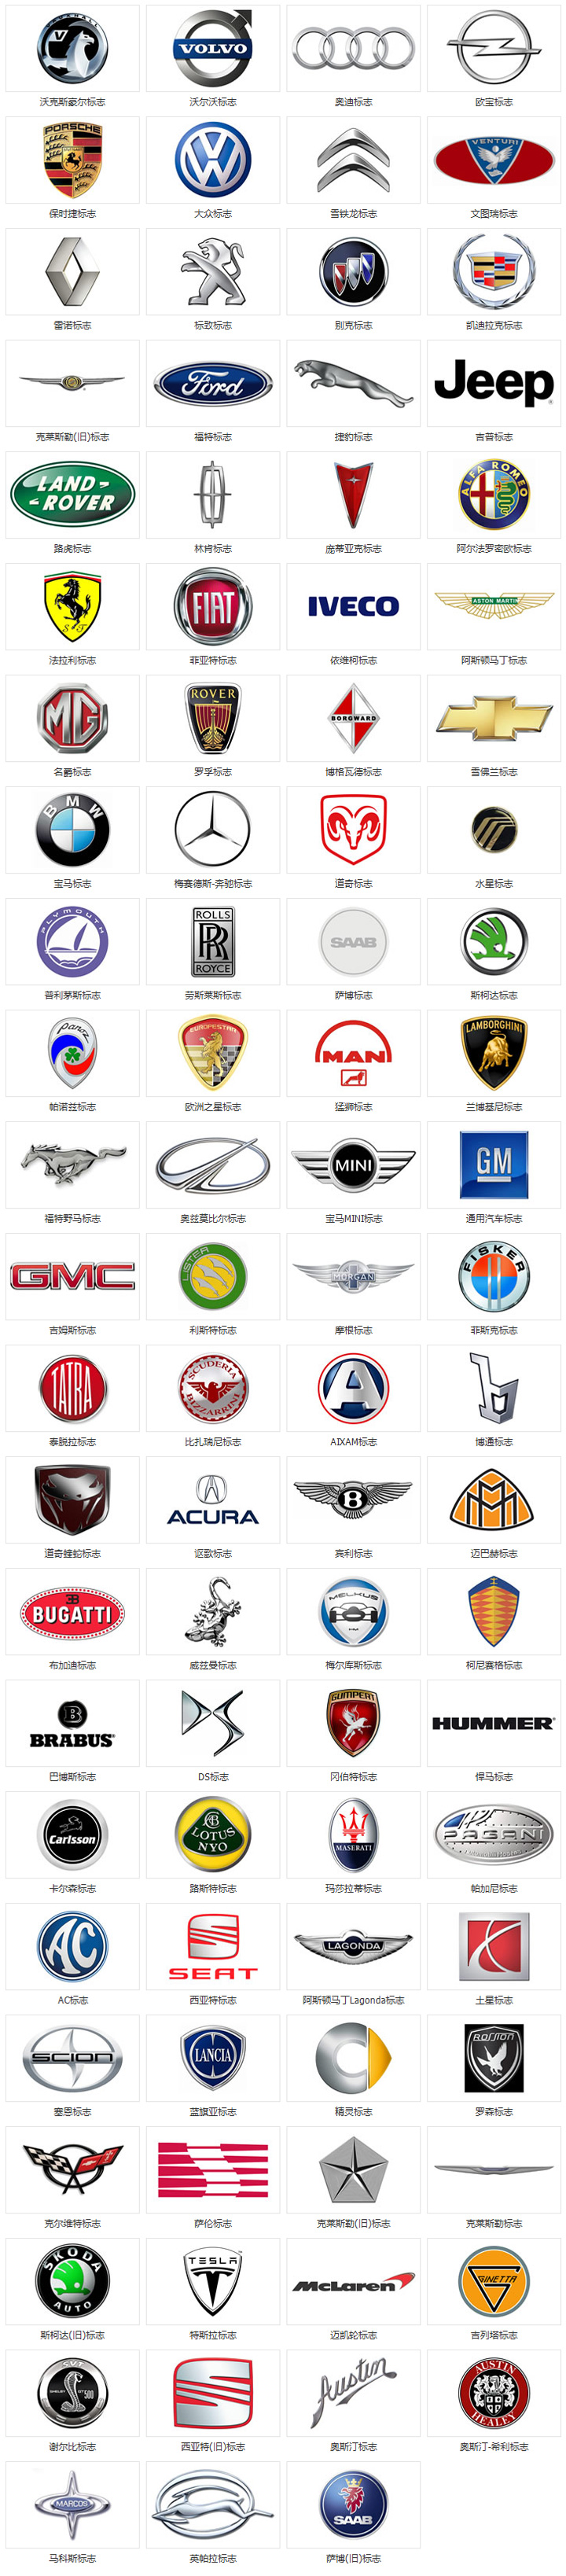 VAUXHALL
VOLVO
沃克斯豪尔标志 沃尔沃标志 奥迪标志 欧宝标志
PORSCHE
VENTURI
保时捷标志 大众标志 雪铁龙标志 文图瑞标志
雷诺标志 标致标志 别克标志 凯迪拉克标志
Ford Jeep
克莱斯勒(旧)标志 福特标志 捷豹标志 吉普标志
LAND-
-ROVER
ALFA ROMEO
路虎标志 林肯标志 庞蒂亚克标志 阿尔法罗密欧标志
S F FIAT IVECO ASTON MARTIN
法拉利标志 菲亚特标志 依维柯标志 阿斯顿马丁标志
MG ROVER BORGWARD
名爵标志 罗孚标志 博格瓦德标志 雪佛兰标志
BMW
宝马标志 梅赛德斯-奔驰标志 道奇标志 水星标志
PLYMOUTH
ROLLS
RR
ROYCE
SAAB
普利茅斯标志 劳斯莱斯标志 萨博标志 斯柯达标志
Panoz EUROPESTAR MAN LAMBORGHINI
帕诺兹标志 欧洲之星标志 猛狮标志 兰博基尼标志
MINI GM
福特野马标志 奥兹莫比尔标志 宝马MINI标志 通用汽车标志
GMC LISTER MORGAN FISKER
吉姆斯标志 利斯特标志 摩根标志 菲斯克标志
TATRA
SCUDERIA
BIZZARRINI
A
泰脱拉标志 比扎瑞尼标志 AIXAM标志 博通标志
ACURA B
道奇蝰蛇标志 讴歌标志 宾利标志 迈巴赫标志
BUGATTI MELKUS
布加迪标志 威兹曼标志 梅尔库斯标志 柯尼赛格标志
B
BRABUS
GUMPERT HUMMER
巴博斯标志 DS标志 冈伯特标志 悍马标志
Carlsson
LOTUS
NYO
MASERATI
PAGANI
卡尔森标志 路斯特标志 玛莎拉蒂标志 帕加尼标志
AC SEAT LAGONDA
AC标志 西亚特标志 阿斯顿马丁Lagonda标志 土星标志
SCION LANCIA ROSSION
塞恩标志 蓝旗亚标志 精灵标志 罗森标志
克尔维特标志 萨伦标志 克莱斯勒(旧)标志 克莱斯勒标志
SKODA
AUTO
TESLA McLaren GINETTA
斯柯达(旧)标志 特斯拉标志 迈凯轮标志 吉列塔标志
SVT
SHELBY GT
500
Austin
AUSTIN
HEALEY
谢尔比标志 西亚特(旧)标志 奥斯汀标志 奥斯汀-希利标志
MARCOS SAAB
马科斯标志 英帕拉标志 萨博(旧)标志